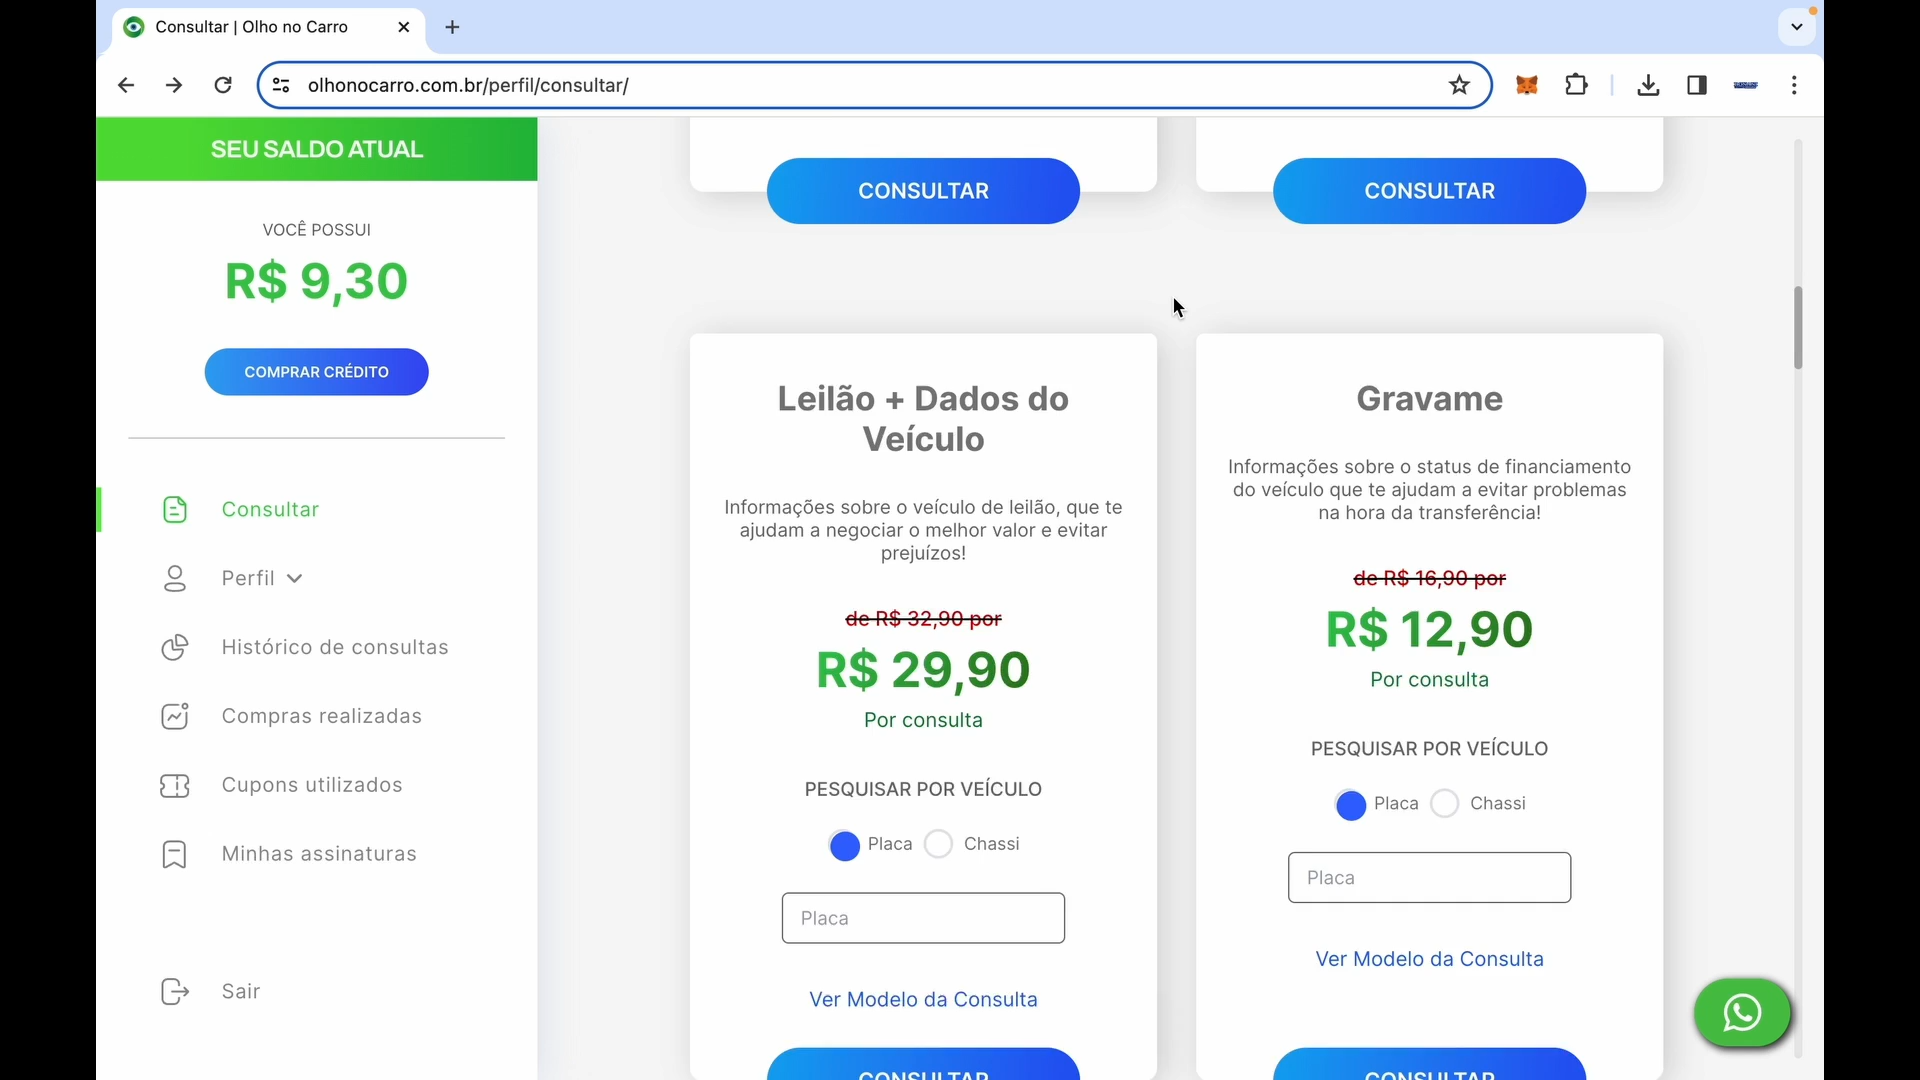 Consultar | Olho no Carro
olhonocarro.com.br/perfil/consultar/
SEU SALDO ATUAL
VOCÊ POSSUI
R$ 9,30
COMPRAR CRÉDITO
Consultar
Perfil
Histórico de consultas
Compras realizadas
Cupons utilizados
Minhas assinaturas
Sair
CONSULTAR
CONSULTAR
Leilão + Dados do
Veículo
Informações sobre o veículo de leilão, que te
ajudam a negociar o melhor valor e evitar
prejuízos!
de R$ 32,90 por
R$ 29,90
Por consulta
PESQUISAR POR VEÍCULO
Placa Chassi
Placa
Ver Modelo da Consulta
CONSULTAR
Gravame
Informações sobre o status de financiamento
do veículo que te ajudam a evitar problemas
na hora da transferência!
de R$ 16,90 por
R$ 12,90
Por consulta
PESQUISAR POR VEÍCULO
Placa Chassi
Placa
Ver Modelo da Consulta
CONSULTAR